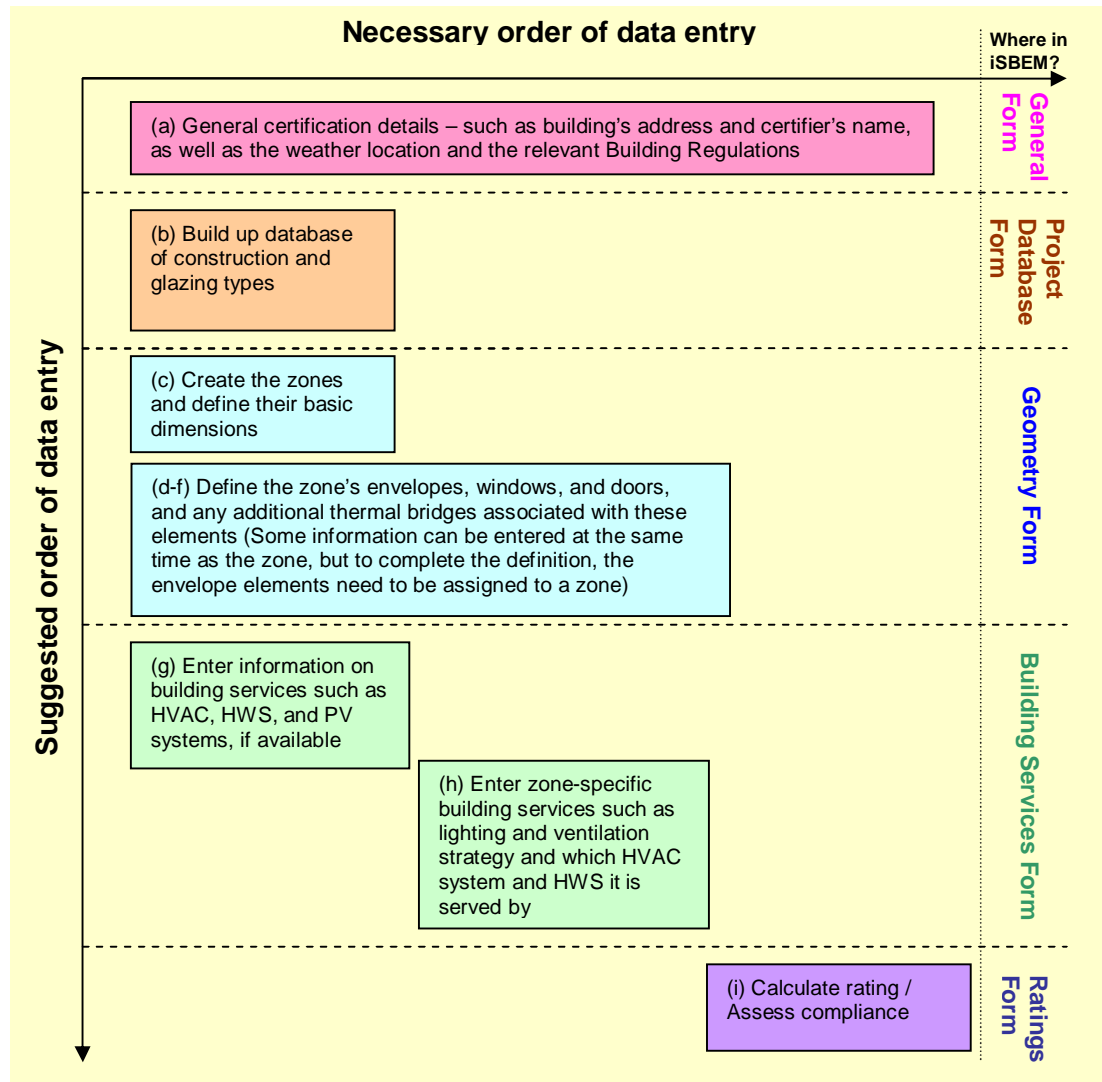 Necessary order of data entry
Where in
iSBEM?
Suggested order of data entry
(a) General certification details – such as building's address and certifier's name,
as well as the weather location and the relevant Building Regulations
General
Form
(b) Build up database
of construction and
glazing types
Project
Database
Form
(c) Create the zones
and define their basic
dimensions
(d-f) Define the zone's envelopes, windows, and doors,
and any additional thermal bridges associated with these
elements (Some information can be entered at the same
time as the zone, but to complete the definition, the
envelope elements need to be assigned to a zone)
Geometry Form
(g) Enter information on
building services such as
HVAC, HWS, and PV
systems, if available
(h) Enter zone-specific
building services such as
lighting and ventilation
strategy and which HVAC
system and HWS it is
served by
Building Services Form
(i) Calculate rating /
Assess compliance
Ratings
Form